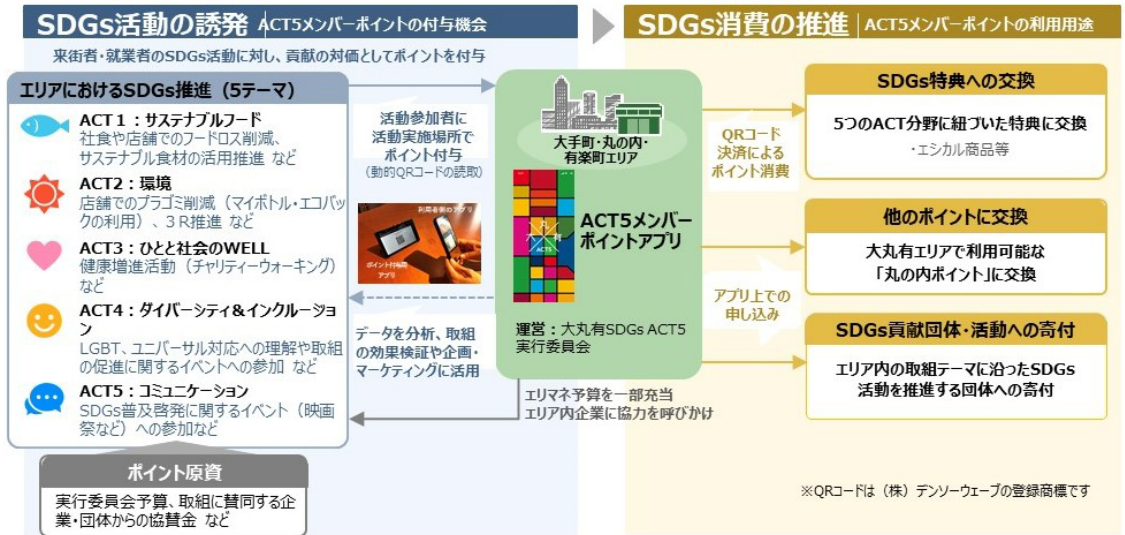 SDGs活動の誘発 ACT5メンバーポイントの付与機会
来街者・就業者のSDGs活動に対し、貢献の対価としてポイントを付与
エリアにおけるSDGs推進（5テーマ）
ACT１：サステナブルフード
社食や店舗でのフードロス削減、
サステナブル食材の活用推進 など
ACT２：環境
店舗でのプラゴミ削減（マイボトル・エコバッ
クの利用）、３Ｒ推進 など
ACT３：ひとと社会のWELL
健康増進活動（チャリティーウォーキング）
など
ACT４：ダイバーシティ＆インクルージョ
ン
LGBT、ユニバーサル対応への理解や取組
の促進に関するイベントへの参加 など
ACT５：コミュニケーション
SDGs普及啓発に関するイベント（映画
祭など）への参加など
ポイント原資
実行委員会予算、取組に賛同する企
業・団体からの協賛金 など
活動参加者に
活動実施場所で
ポイント付与
（動的QRコードの読取）
利用者側のアプリ
ポイント付与用
アプリ
データを分析、取組
の効果検証や企画・
マーケティングに活用
エリマネ予算を一部充当
エリア内企業に協力を呼びかけ
大手町・丸の内・
有楽町エリア
大
丸
有
ACT5
ACT5メンバー
ポイントアプリ
運営：大丸有SDGs ACT5
実行委員会
SDGs消費の推進 ACT5メンバーポイントの利用用途
QRコード
決済による
ポイント消費
アプリ上での
申し込み
SDGs特典への交換
5つのACT分野に紐づいた特典に交換
・エシカル商品等
他のポイントに交換
大丸有エリアで利用可能な
「丸の内ポイント」に交換
SDGs貢献団体・活動への寄付
エリア内の取組テーマに沿ったSDGs
活動を推進する団体への寄付
※QRコードは（株）デンソーウェーブの登録商標です